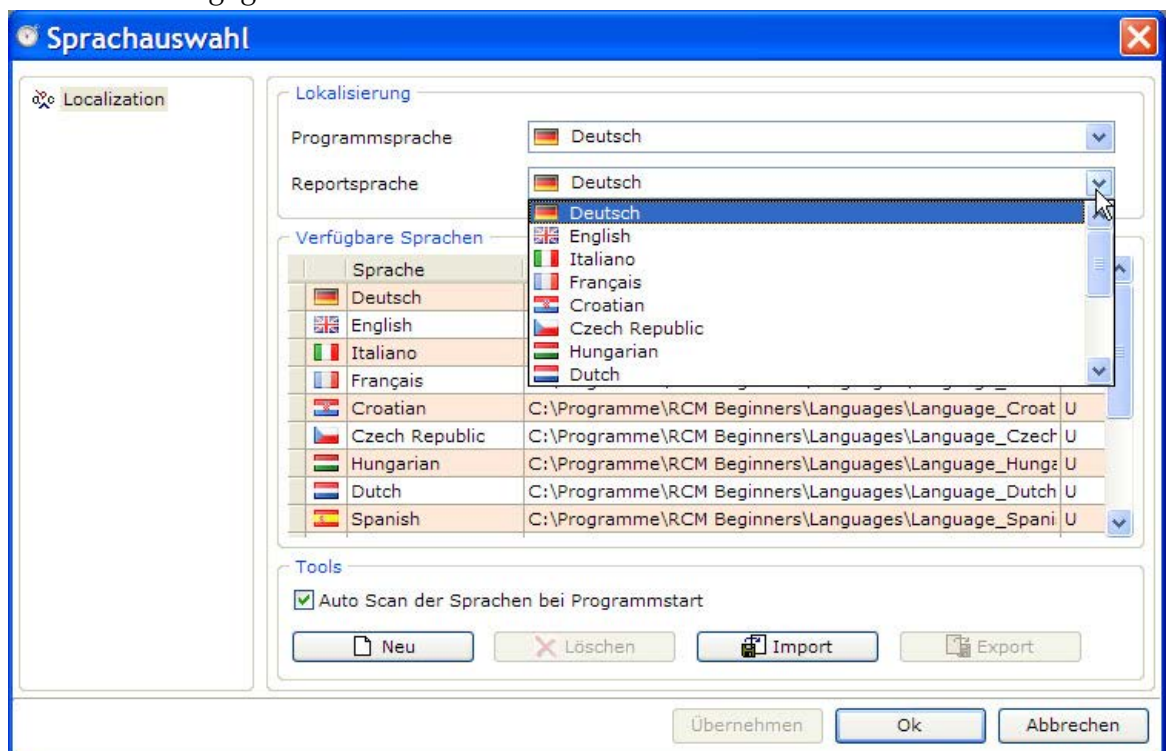 Sprachauswahl
Localization
Lokalisierung
Programmsprache Deutsch
Reportsprache Deutsch
Deutsch
English
Italiano
Français
Croatian
Czech Republic
Hungarian
Dutch
Verfügbare Sprachen
Sprache
Deutsch
English
Italiano
Français
Croatian C:\Programme\RCM Beginners\Languages\Language_Croat U
Czech Republic C:\Programme\RCM Beginners\Languages\Language_Czech U
Hungarian C:\Programme\RCM Beginners\Languages\Language_Hunga U
Dutch C:\Programme\RCM Beginners\Languages\Language_Dutch U
Spanish C:\Programme\RCM Beginners\Languages\Language_Spani U
Tools
Auto Scan der Sprachen bei Programmstart
Neu Löschen Import Export
Übernehmen Ok Abbrechen